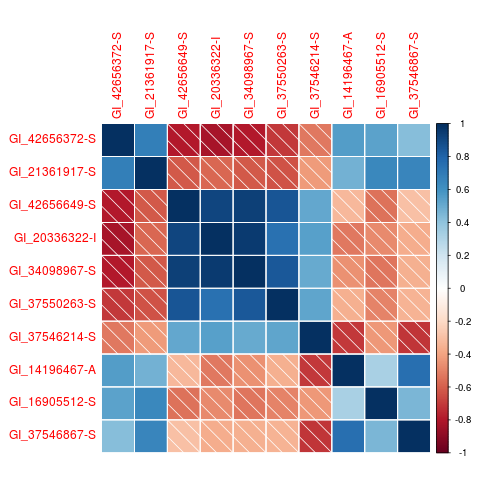 GI_42656372-S
GI_21361917-S
GI_42656649-S
GI_20336322-I
GI_34098967-S
GI_37550263-S
GI_37546214-S
GI_14196467-A
GI_16905512-S
GI_37546867-S
GI_42656372-S
GI_21361917-S
GI_42656649-S
GI_20336322-I
GI_34098967-S
GI_37550263-S
GI_37546214-S
GI_14196467-A
GI_16905512-S
GI_37546867-S
1
0.8
0.6
0.4
0.2
0
-0.2
-0.4
-0.6
-0.8
-1